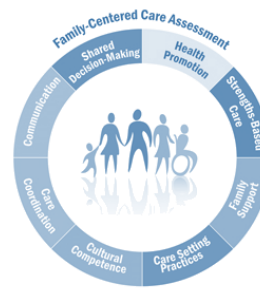 Family-Centered Care Assessment
Shared
Decision-Making
Health
Promotion
Strengths-Based
Care
Family
Support
Care Setting
Practices
Cultural
Competence
Care
Coordination
Communication